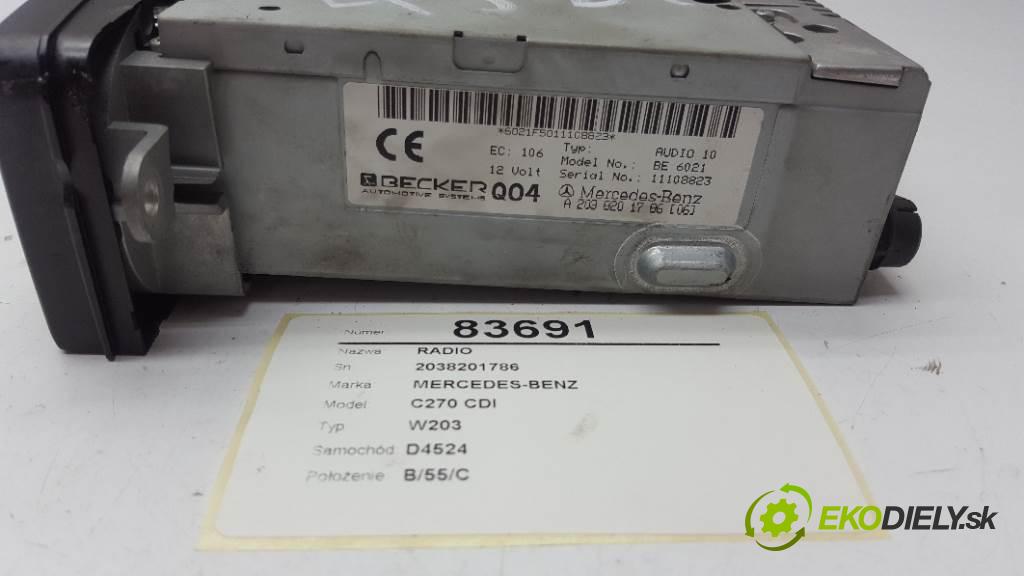 *6021F50111C8823*
CE
EC: 106
Typ: AUDIO 10
Model No.: BE 6021
12 Volt
Serial No.: 11108823
BECKER
AUTOMOTIVE SYSTEMS
Q04
Mercedes-Benz
A 203 820 17 86 [06]
Numer 83691
Nazwa RADIO
Sn 2038201786
Marka MERCEDES-BENZ
Model: C270 CDI
Typ W203
Samochód: D4524
Położenie B/55/C
EKODIELY.sk